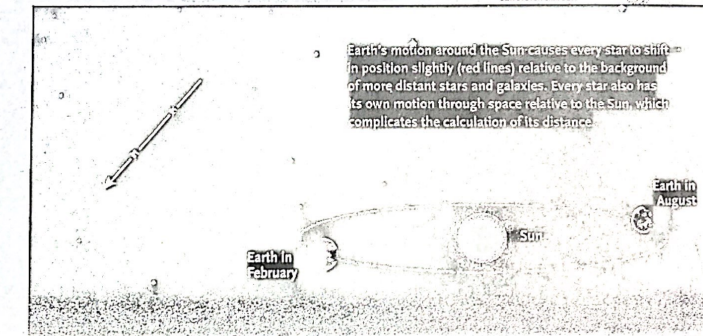 Earth's motion around the Sun causes every star to shift
in position slightly (red lines) relative to the background
of more distant stars and galaxies. Every star also has
its own motion through space relative to the Sun, which
complicates the calculation of its distance.
Earth in
August
Sun
Earth in
February